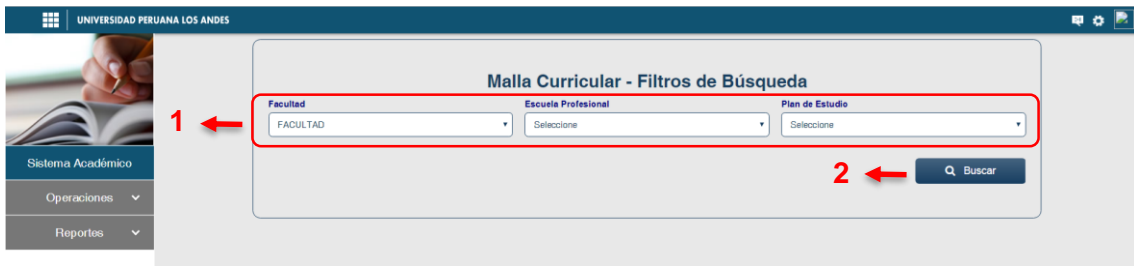 UNIVERSIDAD PERUANA LOS ANDES
Malla Curricular - Filtros de Búsqueda
Facultad Escuela Profesional Plan de Estudio
1 FACULTAD Seleccione Seleccione
Sistema Académico
2 Buscar
Operaciones
Reportes